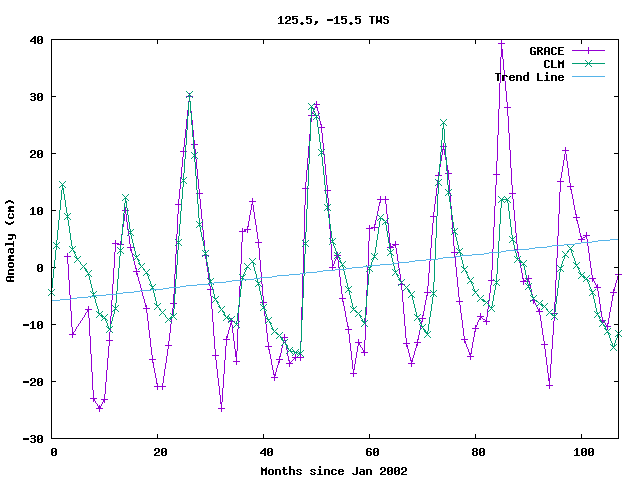 125.5, -15.5 TWS
GRACE
CLM
Trend Line
40
30
20
10
0
-10
-20
-30
Anomaly (cm)
0 20 40 60 80 100
Months since Jan 2002